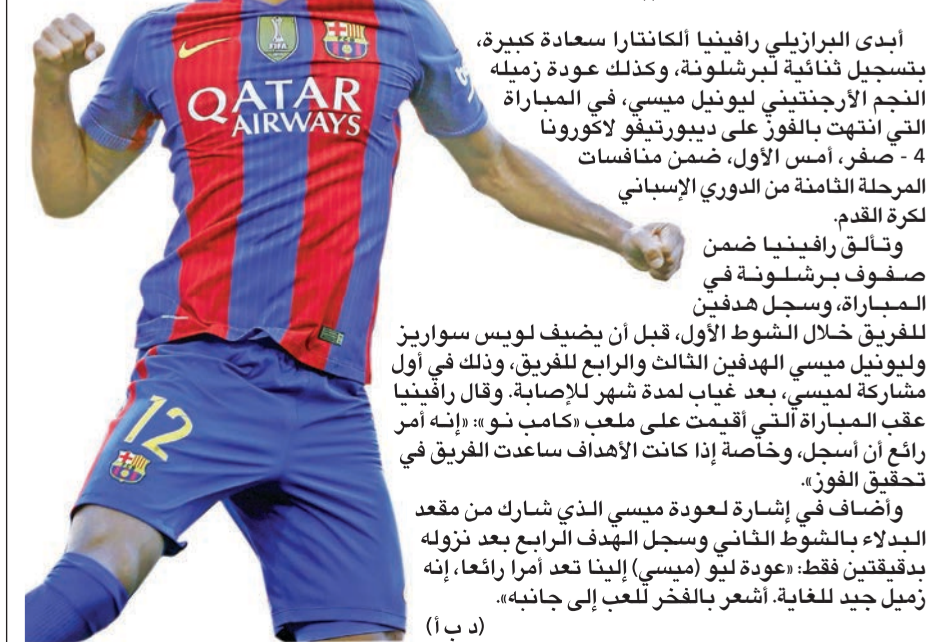 أبدى البرازيلي رافينيا ألكانتارا سعادة كبيرة،
بتسجيل ثنائية لبرشلونة، وكذلك عودة زميله
النجم الأرجنتيني ليونيل ميسي، في المباراة
التي انتهت بالفوز على ديبورتيفو لاكورونا
4 - صفر، أمس الأول، ضمن منافسات
المرحلة الثامنة من الدوري الإسباني
لكرة القدم.
وتألق رافينيا ضمن
صفوف برشلونة في
المباراة، وسجل هدفين
للفريق خلال الشوط الأول، قبل أن يضيف لويس سواريز
وليونيل ميسي الهدفين الثالث والرابع للفريق، وذلك في أول
مشاركة لميسي، بعد غياب لمدة شهر للإصابة. وقال رافينيا
عقب المباراة التي أقيمت على ملعب «كامب نو»: «إنه أمر
رائع أن أسجل، وخاصة إذا كانت الأهداف ساعدت الفريق في
تحقيق الفوز».
وأضاف في إشارة لعودة ميسي الذي شارك من مقعد
البدلاء بالشوط الثاني وسجل الهدف الرابع بعد نزوله
بدقيقتين فقط: «عودة ليو (ميسي) إلينا تعد أمرا رائعا، إنه
زميل جيد للغاية. أشعر بالفخر للعب إلى جانبه».
(د ب أ)
FIFA
FCB
QATAR
AIRWAYS
12